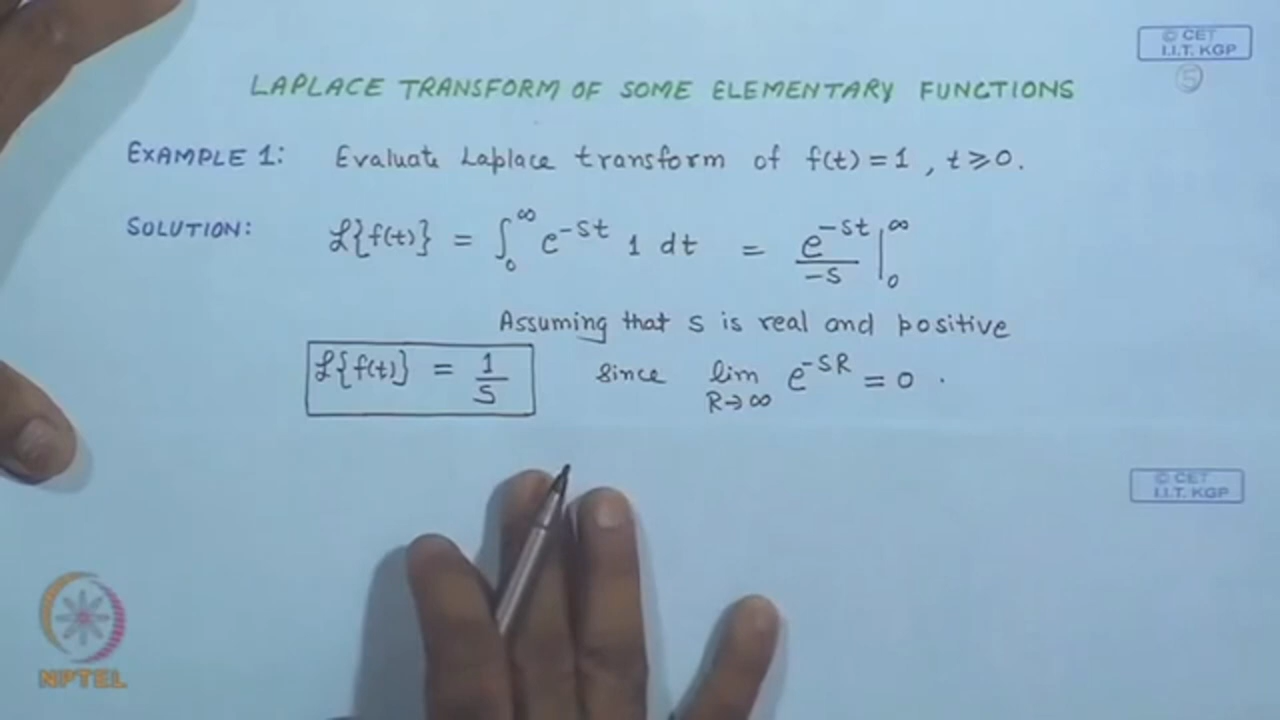 © CET
I.I.T. KGP
5
LAPLACE TRANSFORM OF SOME ELEMENTARY FUNCTIONS
EXAMPLE 1: Evaluate Laplace transform of f(t) = 1 , t ⩾ 0.
SOLUTION: ℒ{f(t)} = ∫₀^∞ e^{-st} 1 dt = e^{-st}/-s |₀^∞
Assuming that s is real and positive
ℒ{f(t)} = 1/s since lim_{R→∞} e^{-sR} = 0 .
© CET
I.I.T. KGP
NPTEL